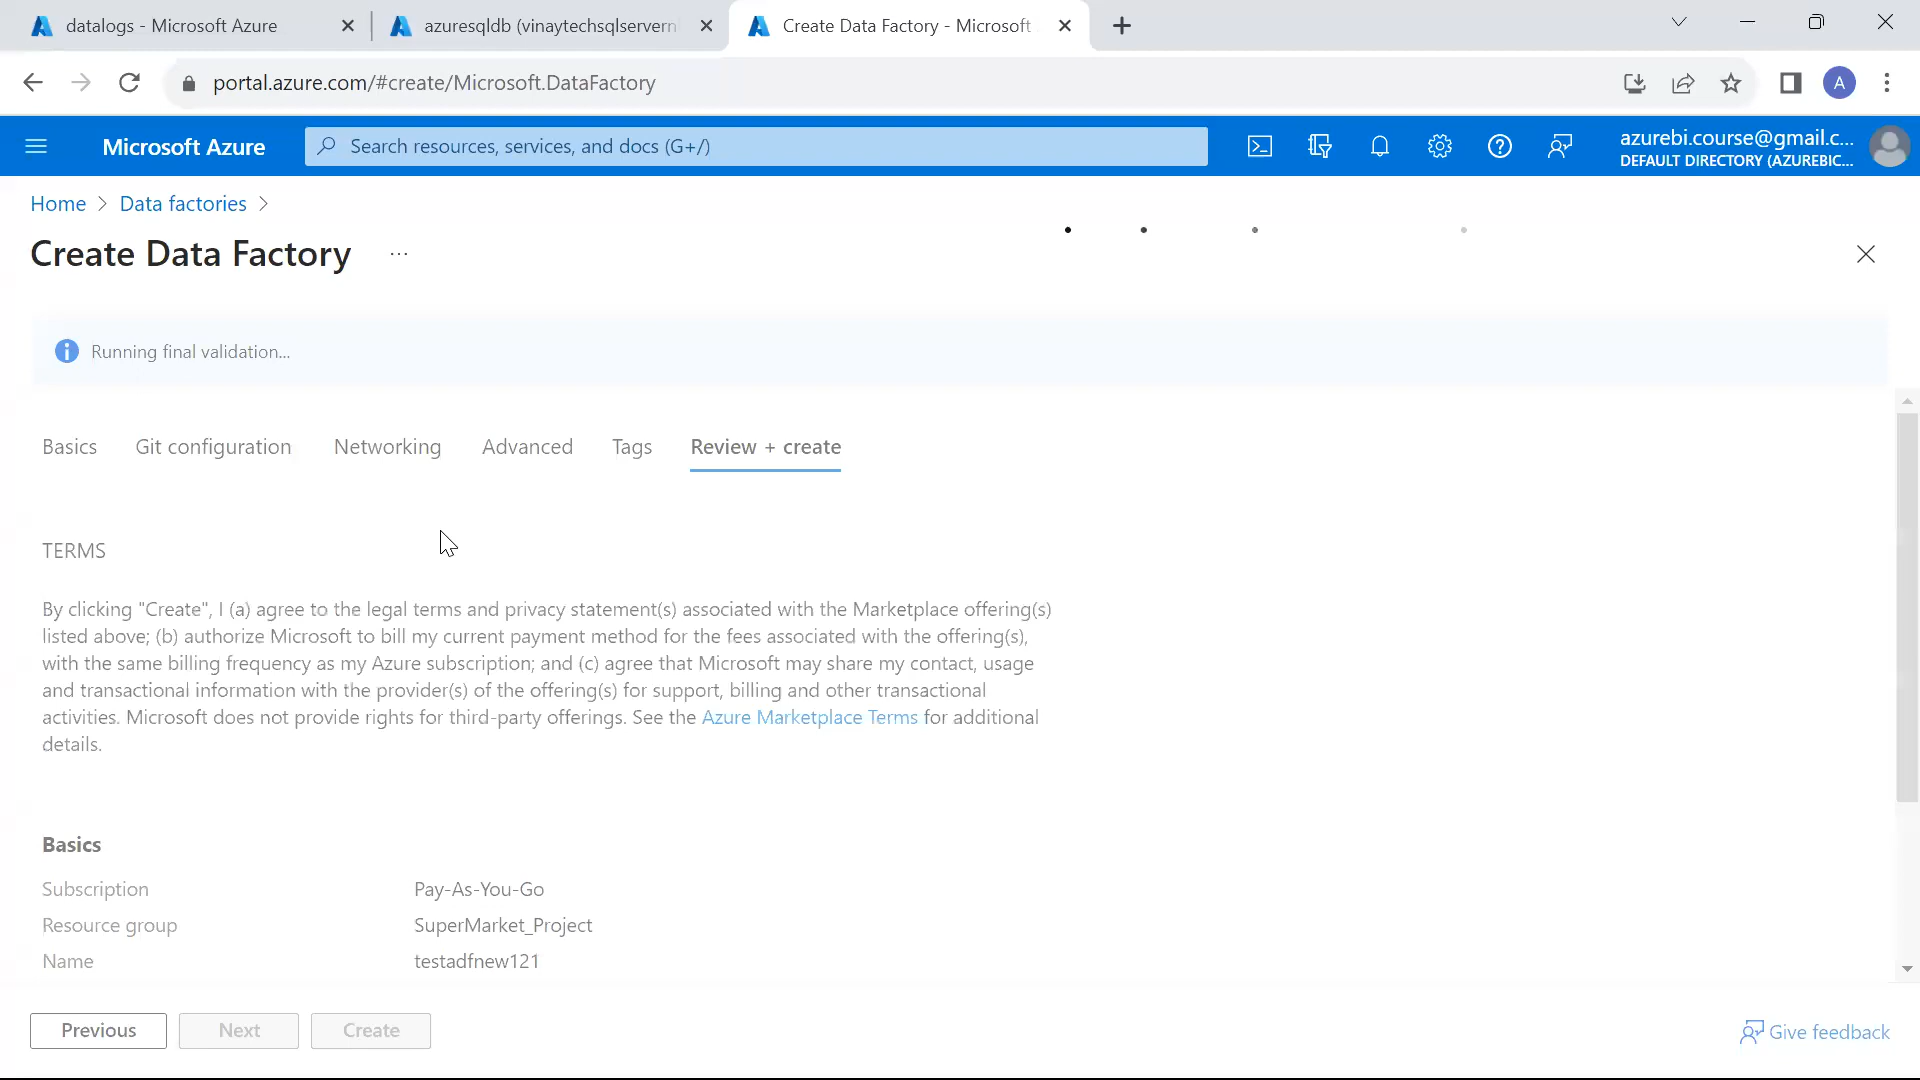 datalogs - Microsoft Azure
azuresqldb (vinaytechsqlservern
Create Data Factory - Microsoft
portal.azure.com/#create/Microsoft.DataFactory
A
Microsoft Azure
Search resources, services, and docs (G+/)
azurebi.course@gmail.c...
DEFAULT DIRECTORY (AZUREBIC...
Home > Data factories >
Create Data Factory ...
Running final validation...
Basics Git configuration Networking Advanced Tags Review + create
TERMS
By clicking "Create", I (a) agree to the legal terms and privacy statement(s) associated with the Marketplace offering(s)
listed above; (b) authorize Microsoft to bill my current payment method for the fees associated with the offering(s),
with the same billing frequency as my Azure subscription; and (c) agree that Microsoft may share my contact, usage
and transactional information with the provider(s) of the offering(s) for support, billing and other transactional
activities. Microsoft does not provide rights for third-party offerings. See the Azure Marketplace Terms for additional
details.
Basics
Subscription Pay-As-You-Go
Resource group SuperMarket_Project
Name testadfnew121
Previous Next Create
Give feedback